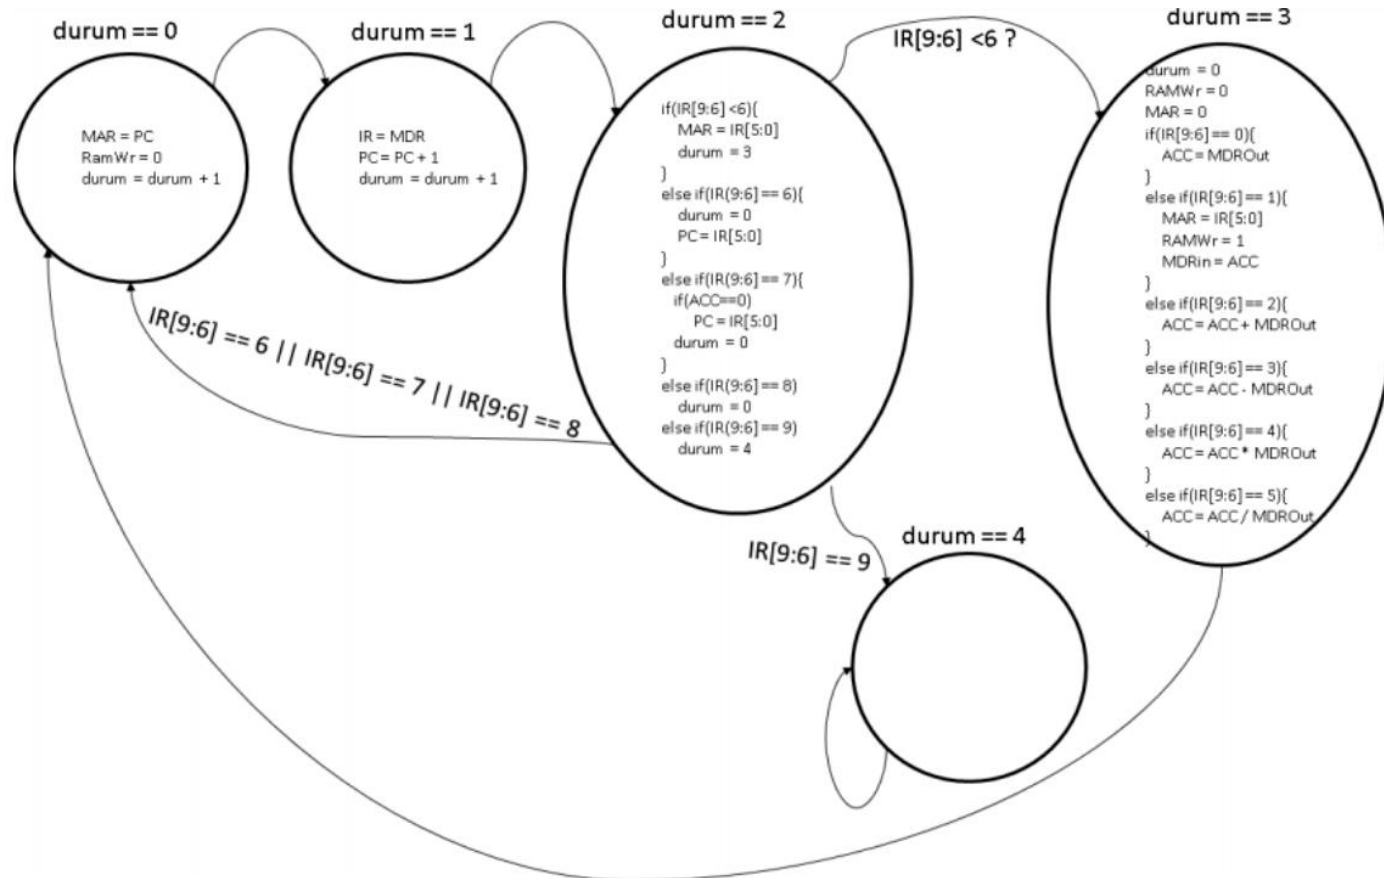 durum == 0
MAR = PC
RamWr = 0
durum = durum + 1
durum == 1
IR = MDR
PC = PC + 1
durum = durum + 1
durum == 2
if(IR[9:6] <6){
MAR = IR[5:0]
durum = 3
}
else if(IR(9:6] == 6){
durum = 0
PC = IR[5:0]
}
else if(IR(9:6] == 7){
if(ACC==0)
PC = IR[5:0]
durum = 0
}
else if(IR(9:6] == 8)
durum = 0
else if(IR(9:6] == 9)
durum = 4
IR[9:6] <6 ?
durum == 3
durum = 0
RAMWr = 0
MAR = 0
if(IR[9:6] == 0){
ACC = MDROut
}
else if(IR[9:6] == 1){
MAR = IR[5:0]
RAMWr = 1
MDRin = ACC
}
else if(IR[9:6] == 2){
ACC = ACC + MDROut
}
else if(IR[9:6] == 3){
ACC = ACC - MDROut
}
else if(IR[9:6] == 4){
ACC = ACC * MDROut
}
else if(IR[9:6] == 5){
ACC = ACC / MDROut
}
IR[9:6] == 6 || IR[9:6] == 7 || IR[9:6] == 8
IR[9:6] == 9
durum == 4